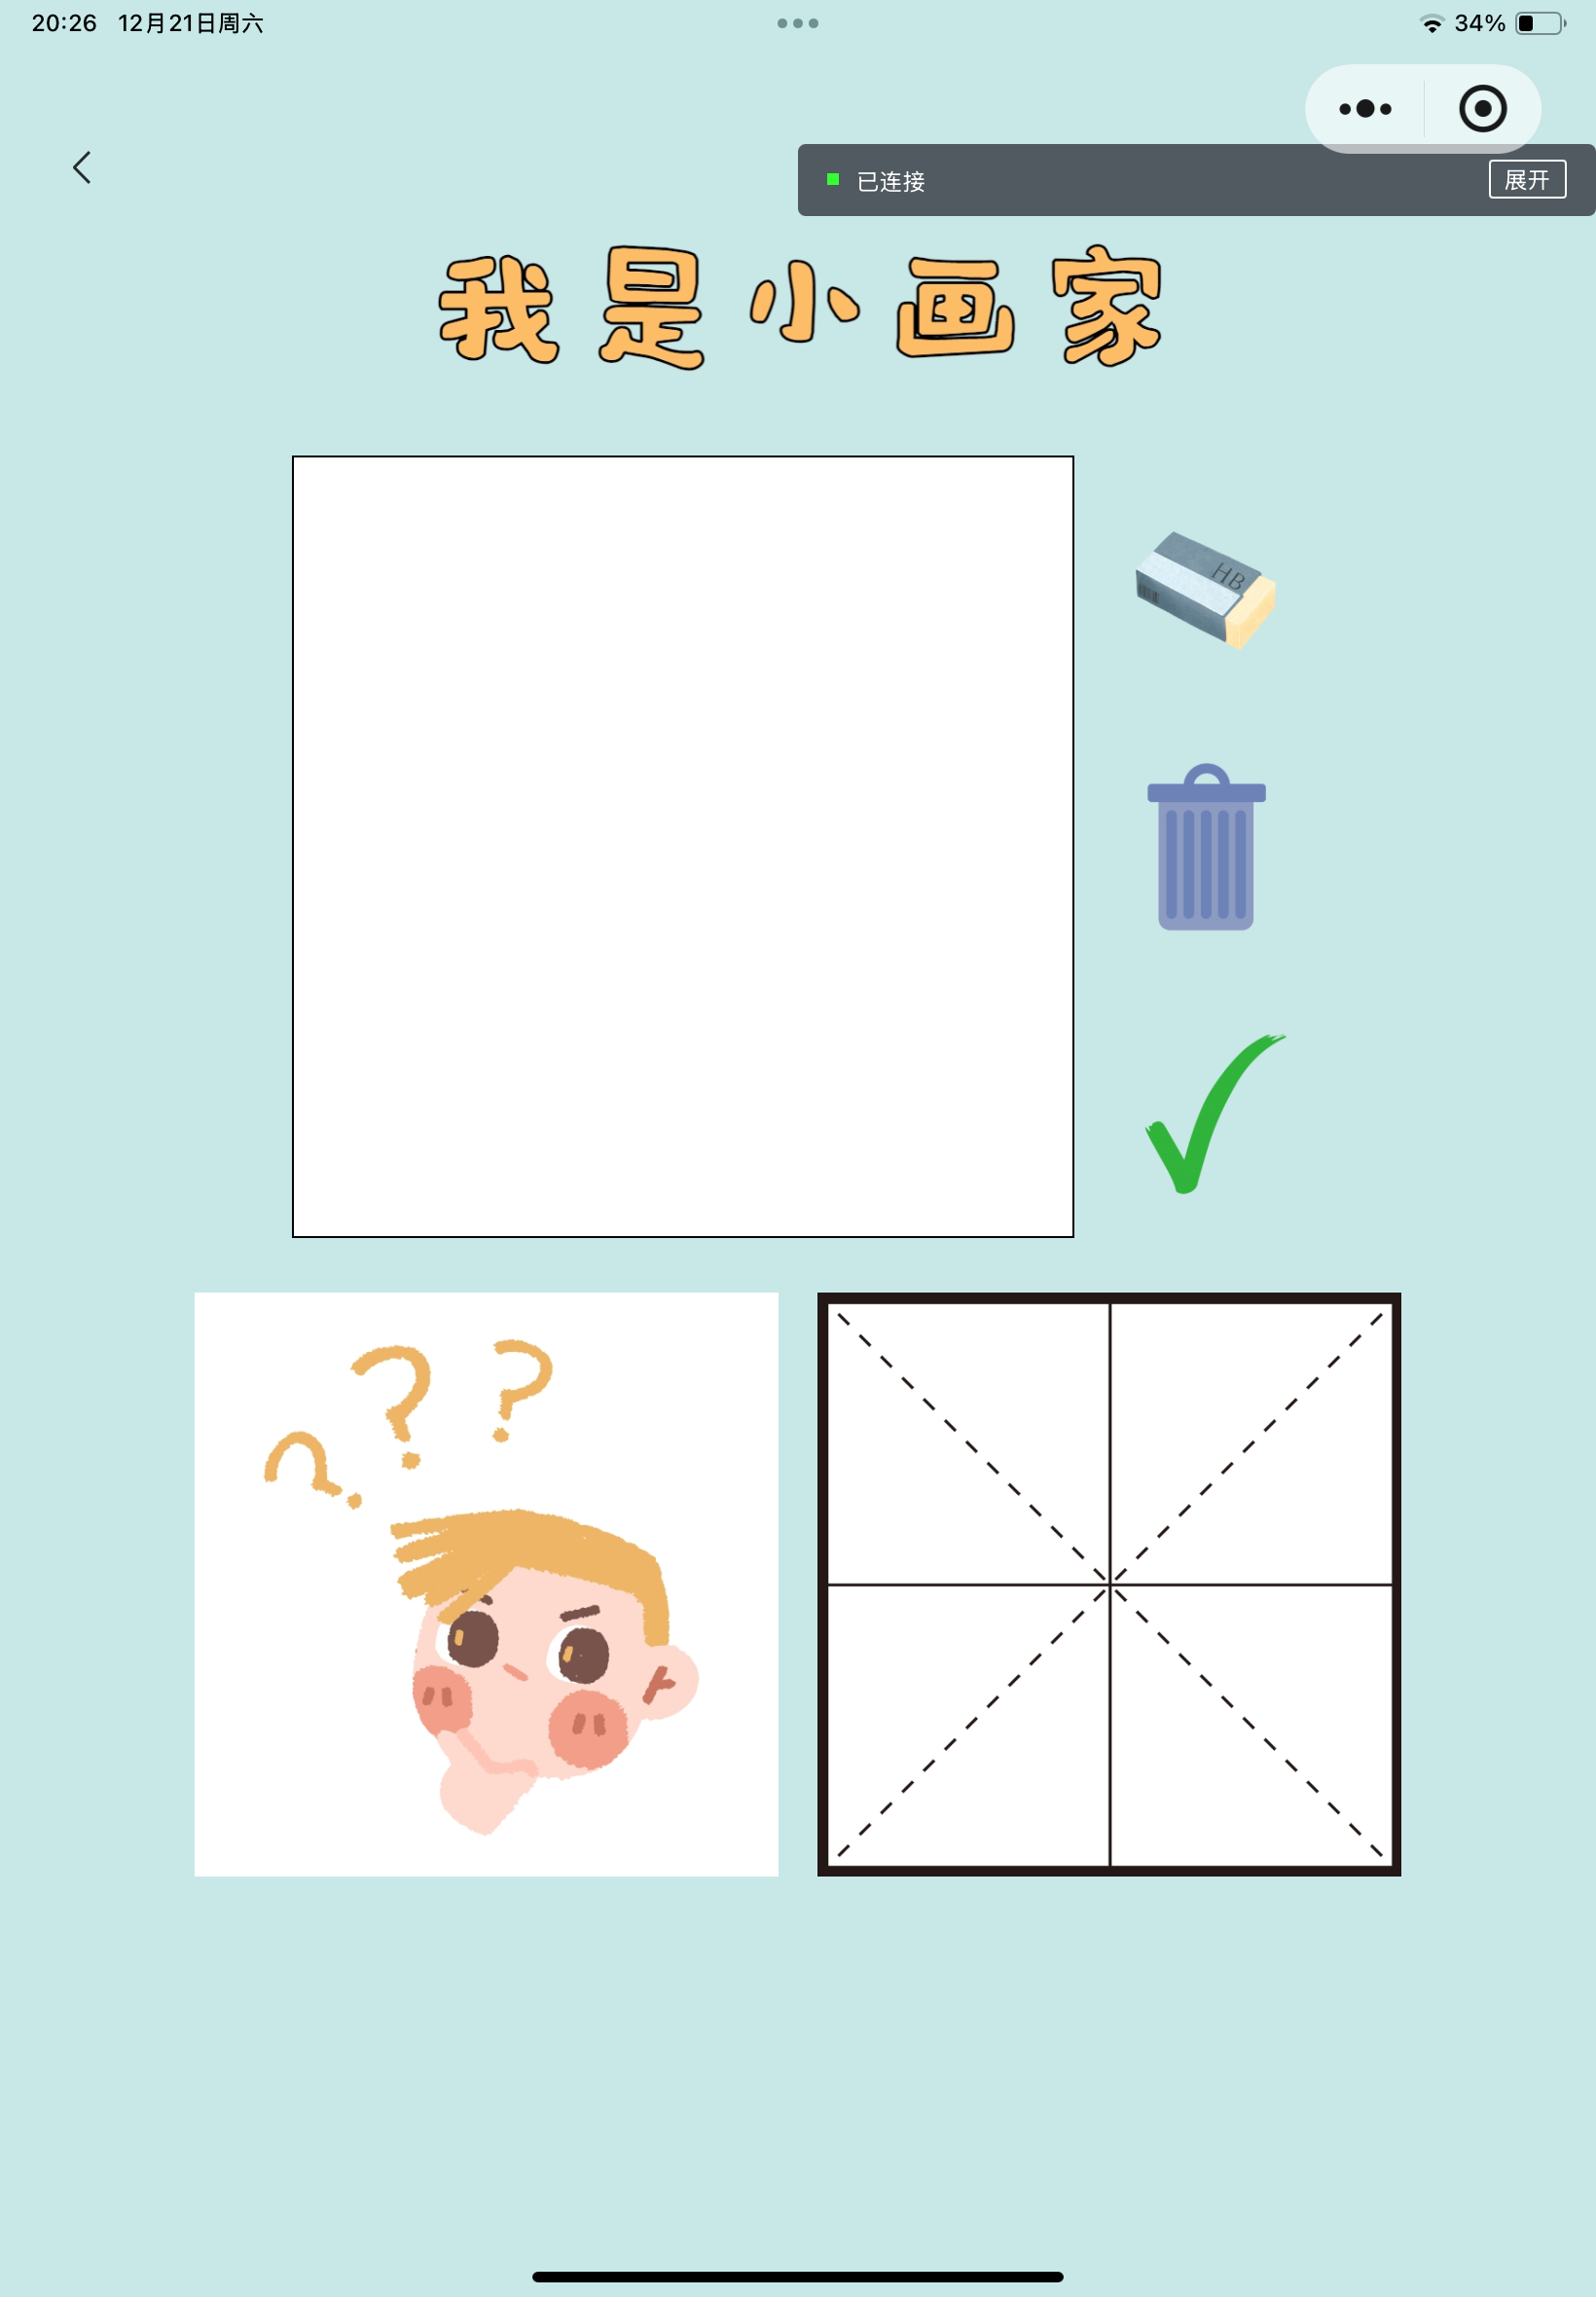 20:26 12月21日周六
34%
已连接
展开
我是小画家
HB
? ? ?